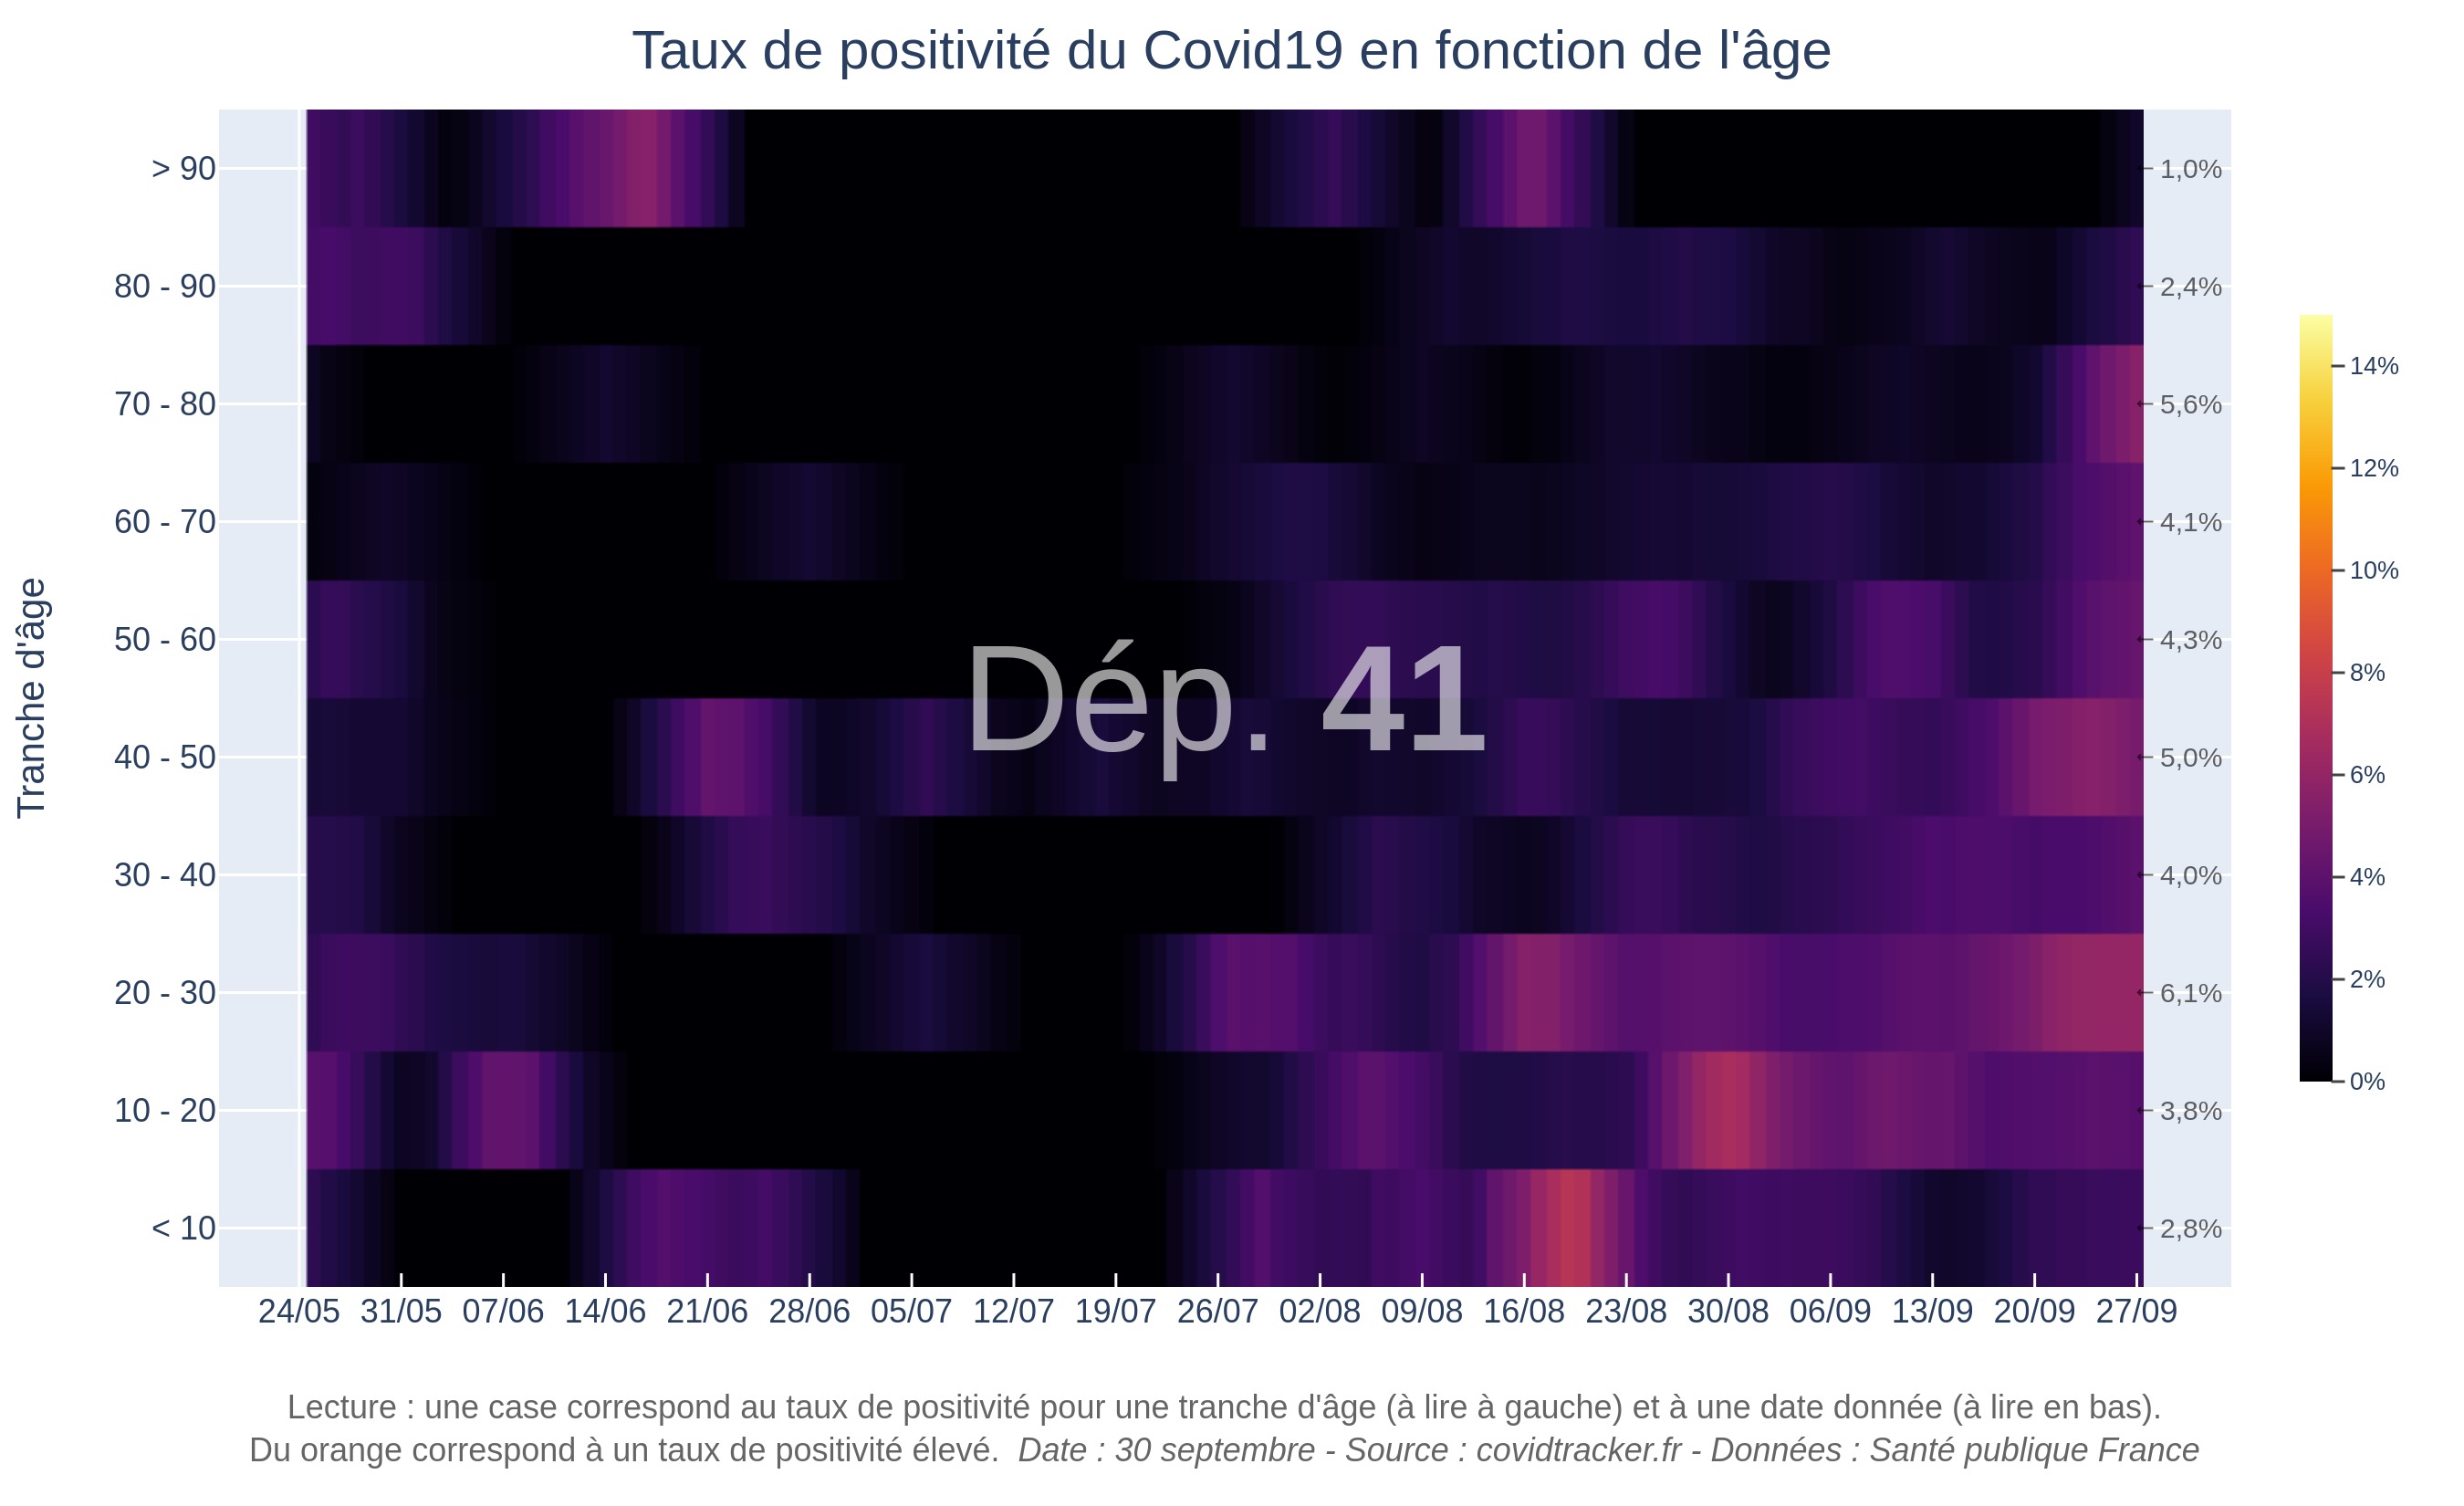 Taux de positivité du Covid19 en fonction de l'âge
Tranche d'âge
> 90
80 - 90
70 - 80
60 - 70
50 - 60
40 - 50
30 - 40
20 - 30
10 - 20
< 10
Dép. 41
1,0%
2,4%
5,6%
4,1%
4,3%
5,0%
4,0%
6,1%
3,8%
2,8%
14%
12%
10%
8%
6%
4%
2%
0%
24/05 31/05 07/06 14/06 21/06 28/06 05/07 12/07 19/07 26/07 02/08 09/08 16/08 23/08 30/08 06/09 13/09 20/09 27/09
Lecture : une case correspond au taux de positivité pour une tranche d'âge (à lire à gauche) et à une date donnée (à lire en bas).
Du orange correspond à un taux de positivité élevé. Date : 30 septembre - Source : covidtracker.fr - Données : Santé publique France